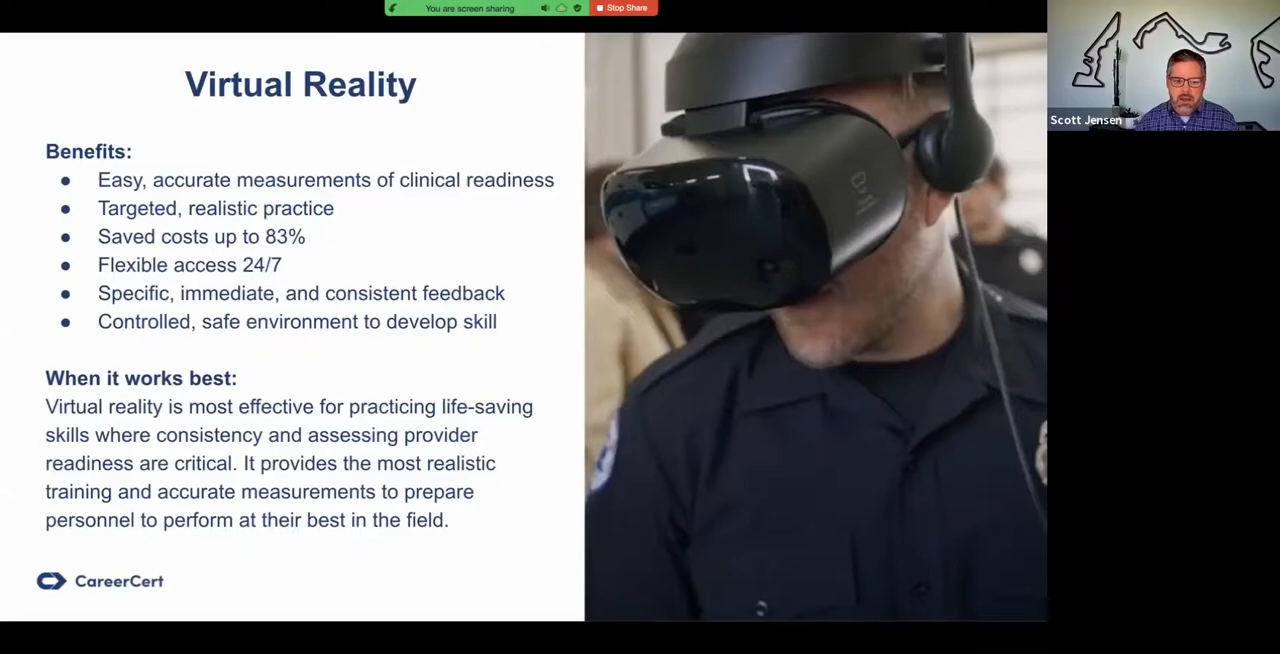 You are screen sharing
Stop Share
Virtual Reality
Benefits:
● Easy, accurate measurements of clinical readiness
● Targeted, realistic practice
● Saved costs up to 83%
● Flexible access 24/7
● Specific, immediate, and consistent feedback
● Controlled, safe environment to develop skill
When it works best:
Virtual reality is most effective for practicing life-saving
skills where consistency and assessing provider
readiness are critical. It provides the most realistic
training and accurate measurements to prepare
personnel to perform at their best in the field.
CareerCert
Scott Jensen